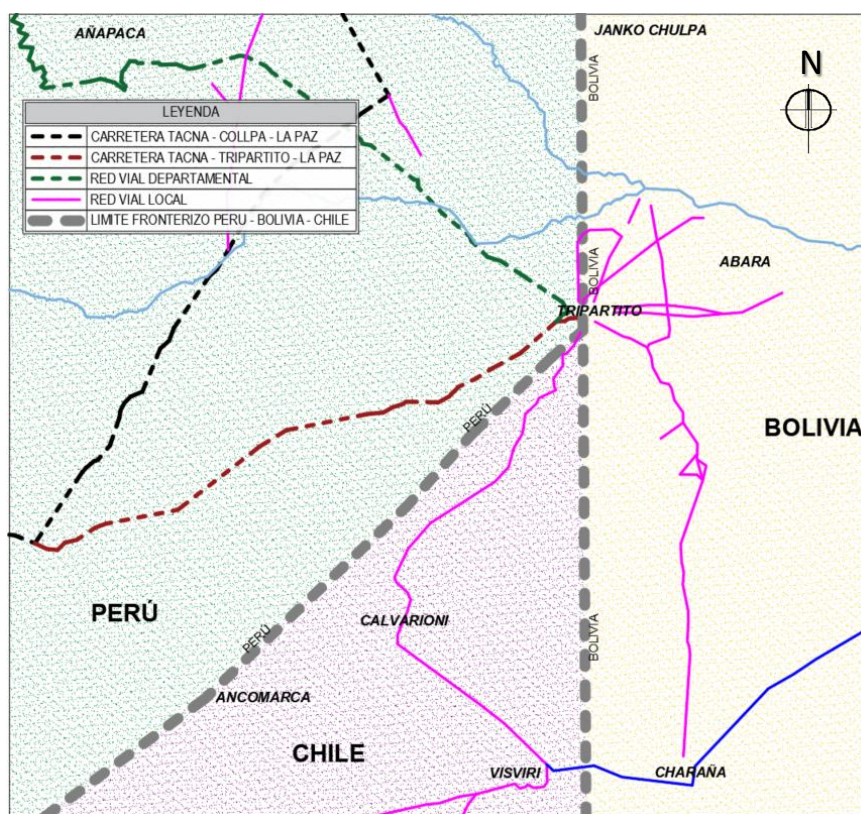 AÑAPACA
JANKO CHULPA
BOLIVIA
N
LEYENDA
CARRETERA TACNA - COLLPA - LA PAZ
CARRETERA TACNA - TRIPARTITO - LA PAZ
RED VIAL DEPARTAMENTAL
RED VIAL LOCAL
LIMITE FRONTERIZO PERU - BOLIVIA - CHILE
BOLIVIA
ABARA
TRIPARTITO
PERÚ
BOLIVIA
PERÚ
CALVARIONI
PERÚ
BOLIVIA
ANCOMARCA
CHILE
VISVIRI
CHARAÑA